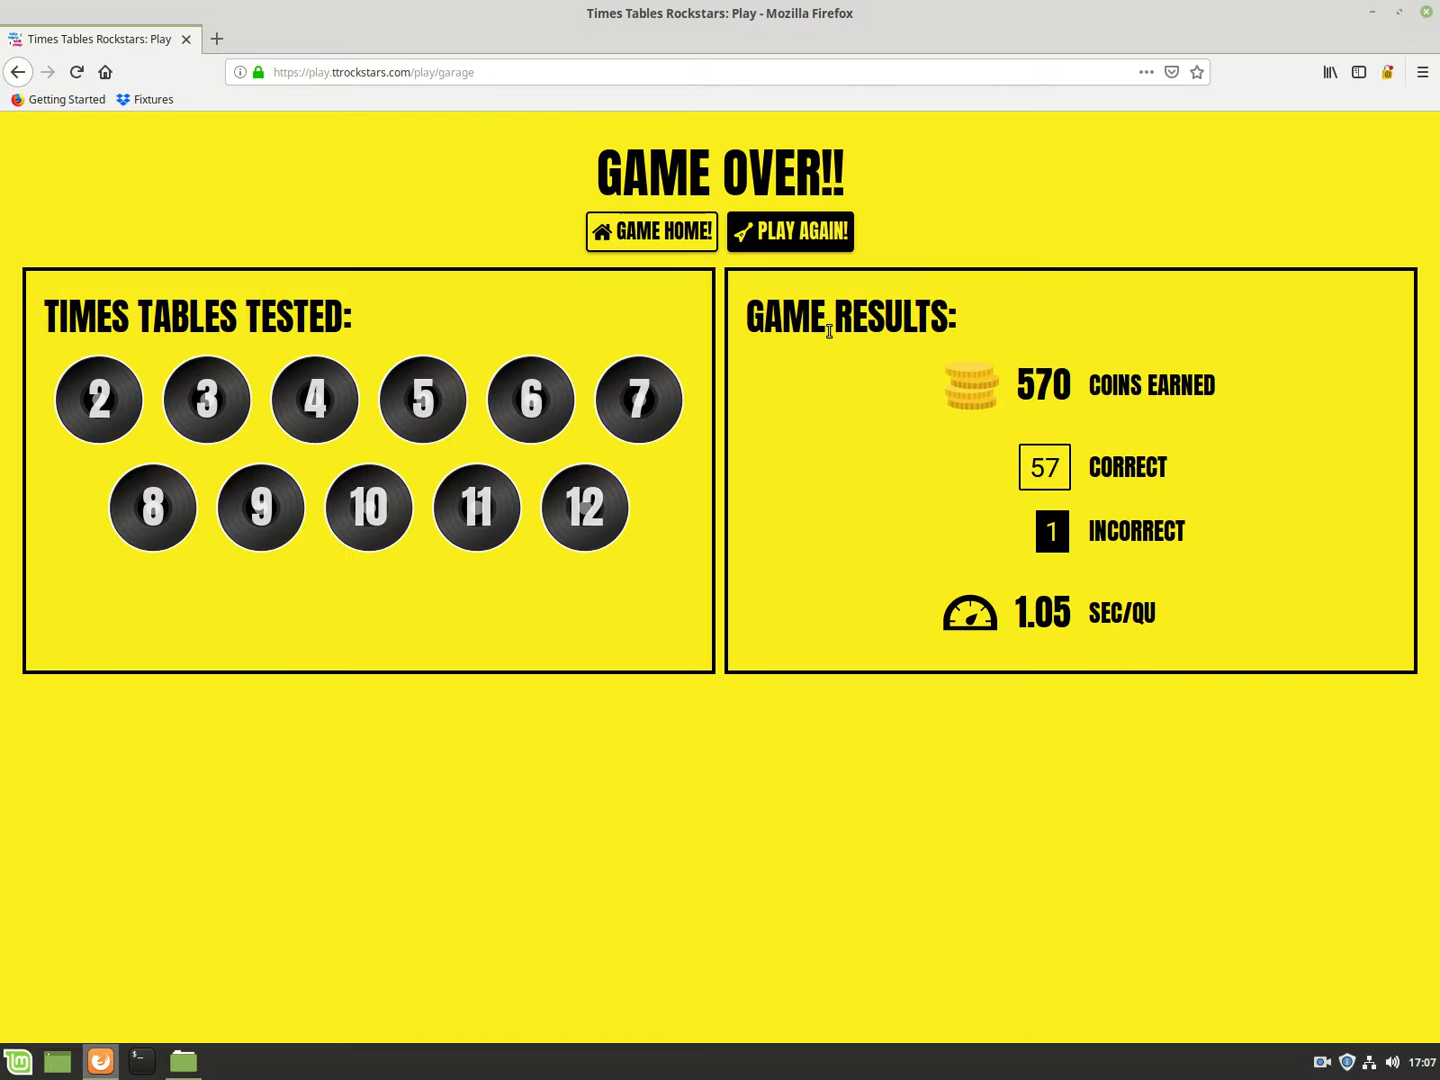 Times Tables Rockstars: Play - Mozilla Firefox
Times Tables Rockstars: Play
https://play.ttrockstars.com/play/garage
Getting Started
Fixtures
GAME OVER!!
GAME HOME!
PLAY AGAIN!
TIMES TABLES TESTED:
2 3 4 5 6 7
8 9 10 11 12
GAME RESULTS:
570 COINS EARNED
57 CORRECT
1 INCORRECT
1.05 SEC/QU
17:07